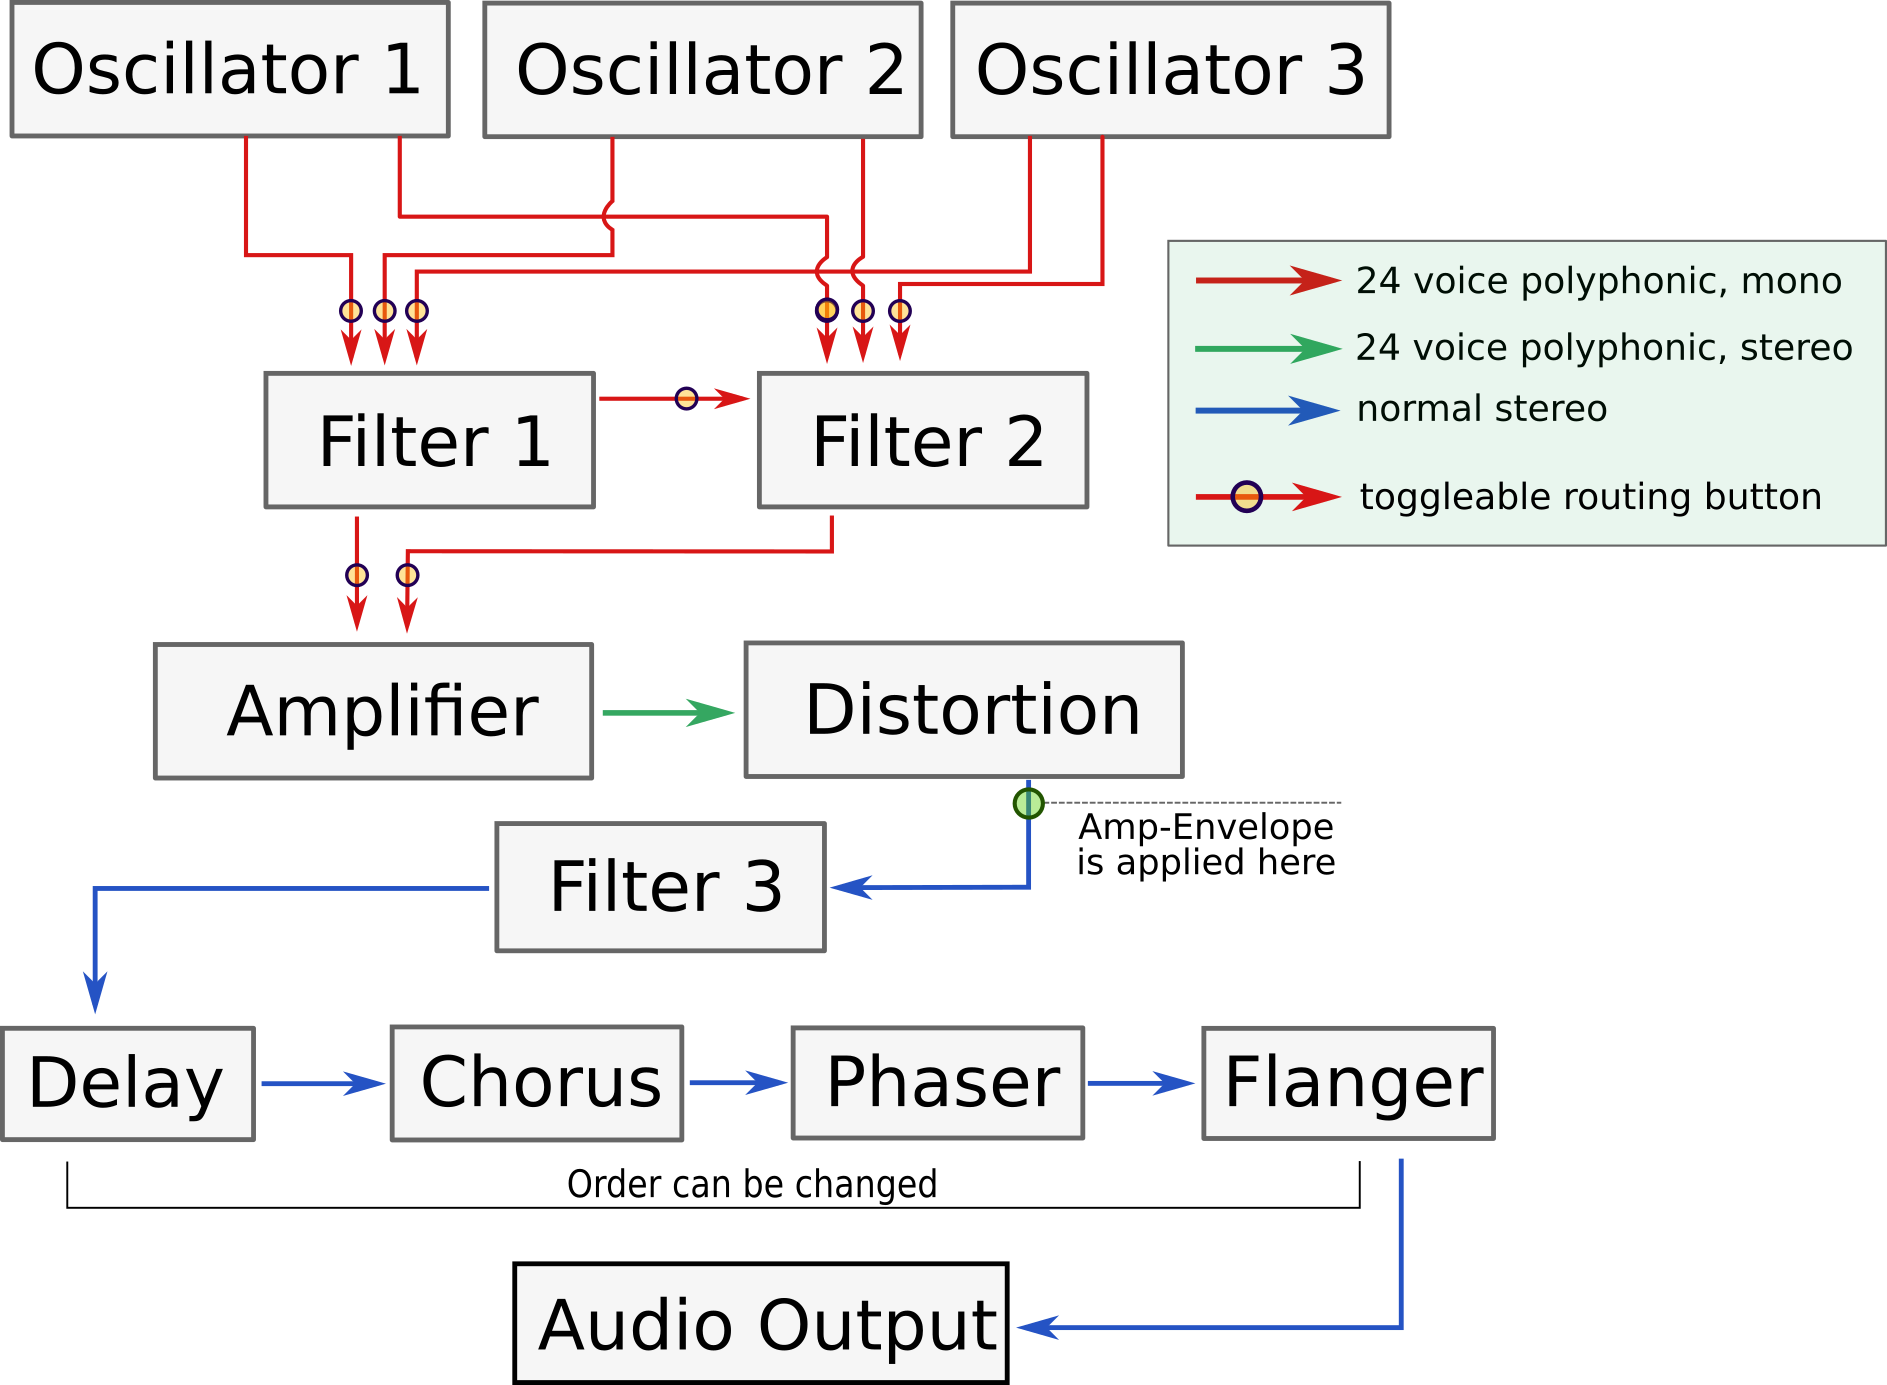 Oscillator 1
Oscillator 2
Oscillator 3
24 voice polyphonic, mono
24 voice polyphonic, stereo
normal stereo
toggleable routing button
Filter 1
Filter 2
Amplifier
Distortion
Amp-Envelope
is applied here
Filter 3
Delay
Chorus
Phaser
Flanger
Order can be changed
Audio Output